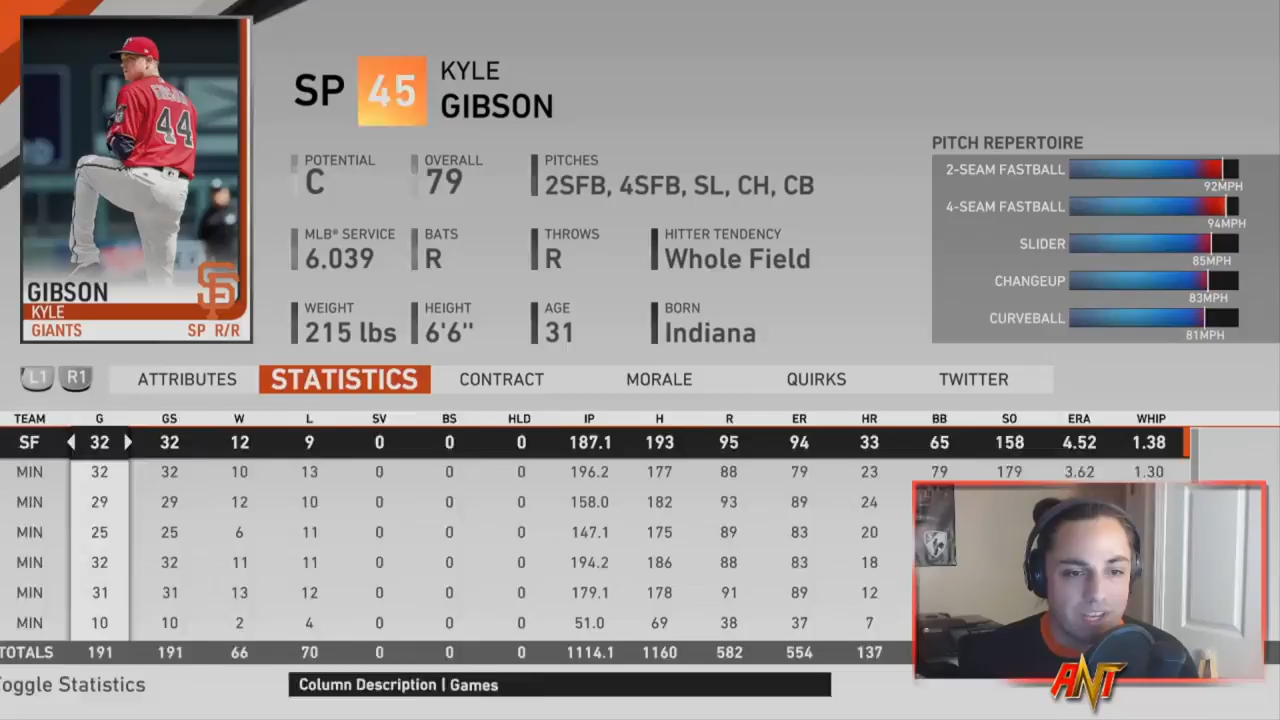 SP 45 KYLE GIBSON
POTENTIAL OVERALL PITCHES
C 79 2SFB, 4SFB, SL, CH, CB
MLB® SERVICE BATS THROWS HITTER TENDENCY
6.039 R R Whole Field
WEIGHT HEIGHT AGE BORN
215 lbs 6'6" 31 Indiana
PITCH REPERTOIRE
2-SEAM FASTBALL
92MPH
4-SEAM FASTBALL
94MPH
SLIDER
85MPH
CHANGEUP
83MPH
CURVEBALL
81MPH
GIBSON
44
SF
GIBSON
KYLE
GIANTS SP R/R
L1 R1 ATTRIBUTES STATISTICS CONTRACT MORALE QUIRKS TWITTER
TEAM G GS W L SV BS HLD IP H R ER HR BB SO ERA WHIP
SF 32 32 12 9 0 0 0 187.1 193 95 94 33 65 158 4.52 1.38
MIN 32 32 10 13 0 0 0 196.2 177 88 79 23 79 179 3.62 1.30
MIN 29 29 12 10 0 0 0 158.0 182 93 89 24
MIN 25 25 6 11 0 0 0 147.1 175 89 83 20
MIN 32 32 11 11 0 0 0 194.2 186 88 83 18
MIN 31 31 13 12 0 0 0 179.1 178 91 89 12
MIN 10 10 2 4 0 0 0 51.0 69 38 37 7
TOTALS 191 191 66 70 0 0 0 1114.1 1160 582 554 137
oggle Statistics
Column Description | Games
ANT